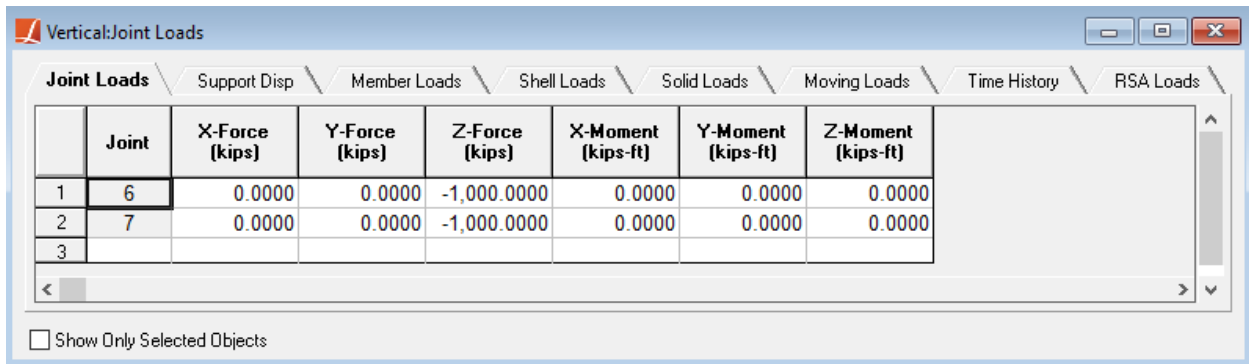 Vertical:Joint Loads
Joint Loads Support Disp Member Loads Shell Loads Solid Loads Moving Loads Time History RSA Loads
Joint X-Force (kips) Y-Force (kips) Z-Force (kips) X-Moment (kips-ft) Y-Moment (kips-ft) Z-Moment (kips-ft)
1 6 0.0000 0.0000 -1,000.0000 0.0000 0.0000 0.0000
2 7 0.0000 0.0000 -1,000.0000 0.0000 0.0000 0.0000
3
Show Only Selected Objects